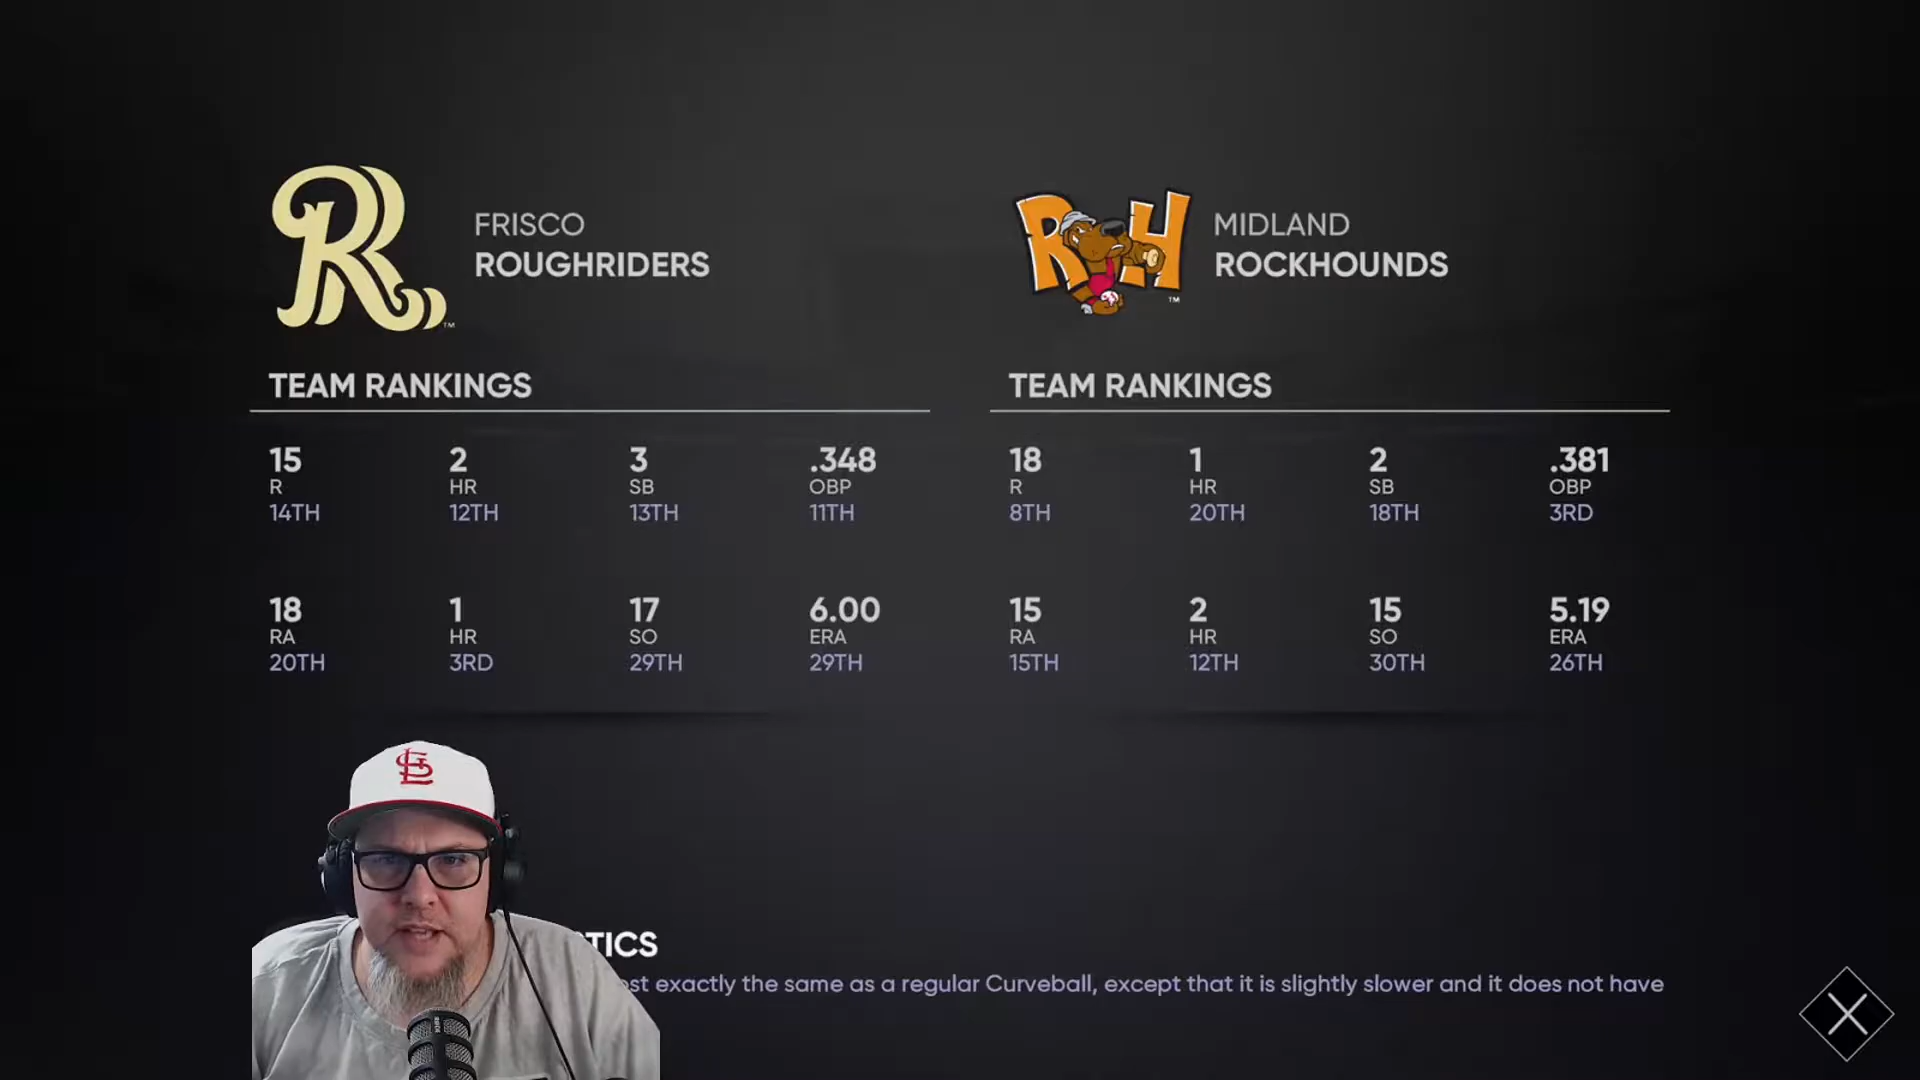 FRISCO
ROUGHRIDERS
TEAM RANKINGS
15 2 3 .348
R HR SB OBP
14TH 12TH 13TH 11TH
18 1 17 6.00
RA HR SO ERA
20TH 3RD 29TH 29TH
RH
MIDLAND
ROCKHOUNDS
TEAM RANKINGS
18 1 2 .381
R HR SB OBP
8TH 20TH 18TH 3RD
15 2 15 5.19
RA HR SO ERA
15TH 12TH 30TH 26TH
STL
exactly the same as a regular Curveball, except that it is slightly slower and it does not have